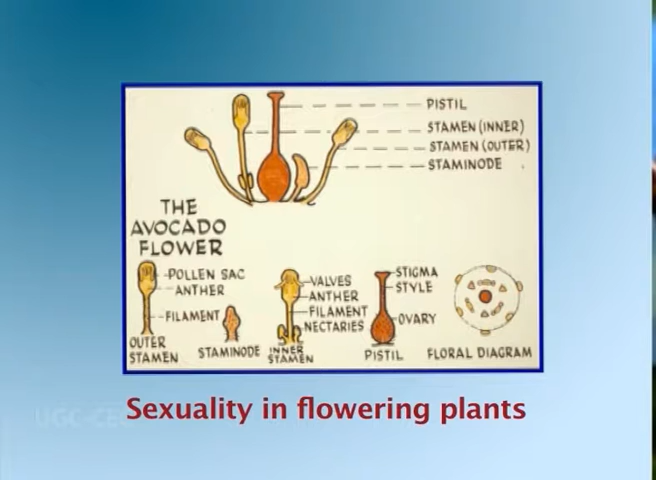 PISTIL
STAMEN (INNER)
STAMEN (OUTER)
STAMINODE
THE
AVOCADO
FLOWER
POLLEN SAC
ANTHER
FILAMENT
OUTER
STAMEN
STAMINODE
VALVES
ANTHER
FILAMENT
NECTARIES
INNER
STAMEN
STIGMA
STYLE
OVARY
PISTIL
FLORAL DIAGRAM
Sexuality in flowering plants